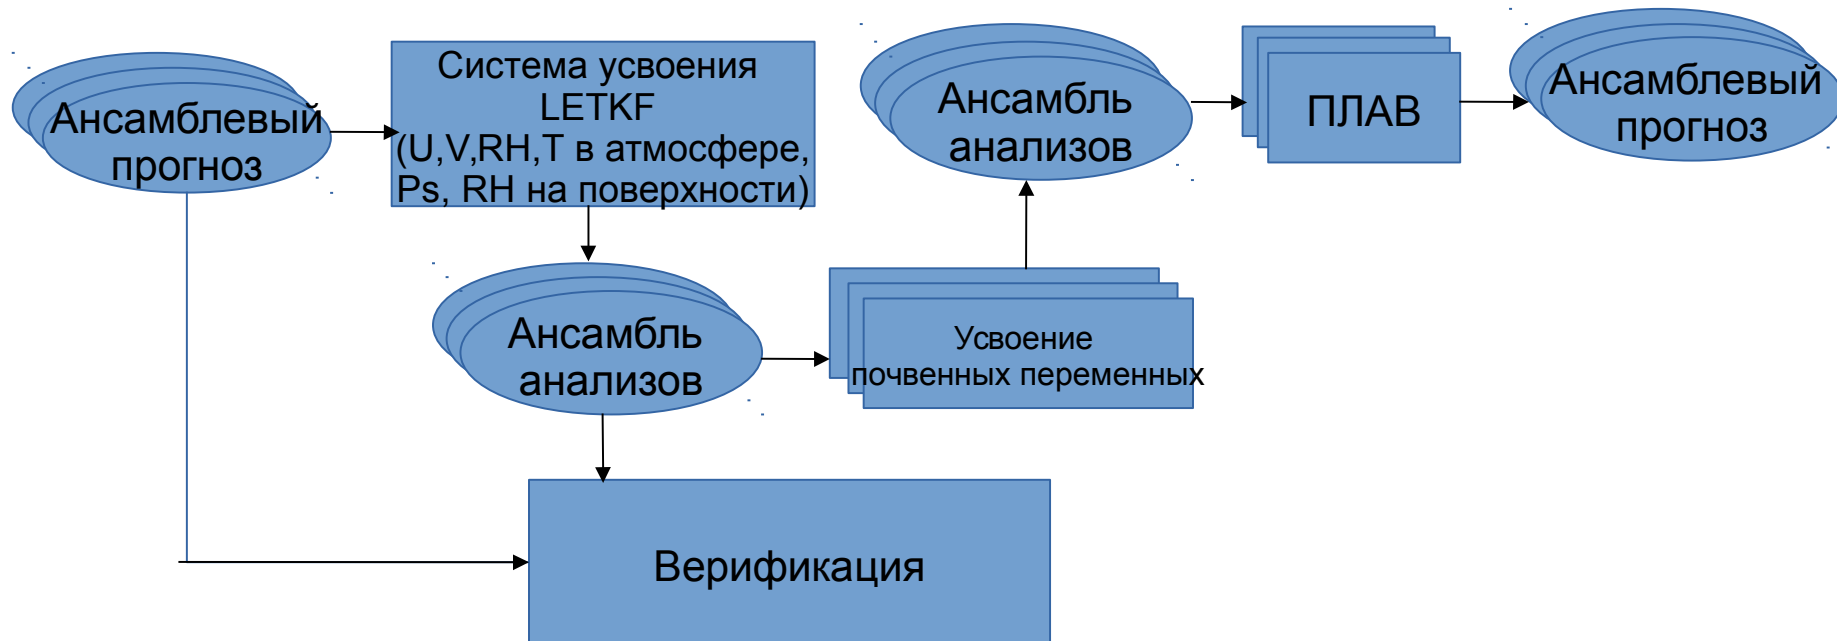 Ансамблевый
прогноз
Система усвоения
LETKF
(U,V,RH,T в атмосфере,
Ps, RH на поверхности)
Ансамбль
анализов
Усвоение
почвенных переменных
Ансамбль
анализов
ПЛАВ
Ансамблевый
прогноз
Верификация